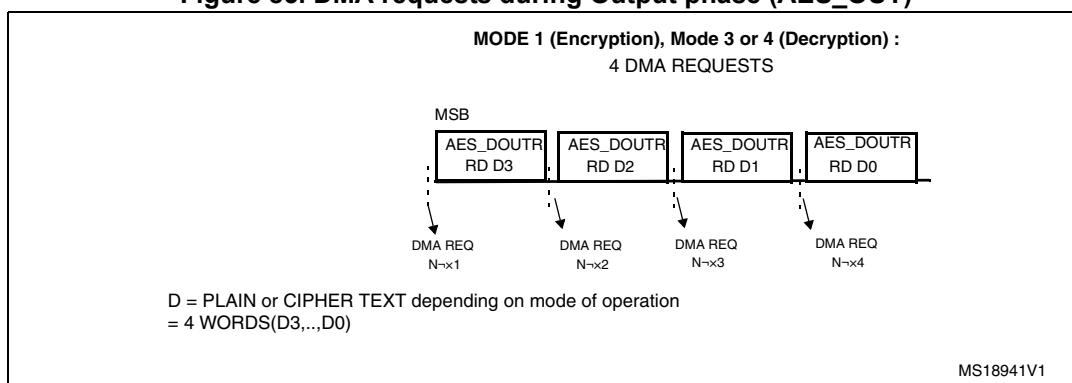 MODE 1 (Encryption), Mode 3 or 4 (Decryption) :
4 DMA REQUESTS
MSB
AES_DOUTR
RD D3
AES_DOUTR
RD D2
AES_DOUTR
RD D1
AES_DOUTR
RD D0
DMA REQ
N¬×1
DMA REQ
N¬×2
DMA REQ
N¬×3
DMA REQ
N¬×4
D = PLAIN or CIPHER TEXT depending on mode of operation
= 4 WORDS(D3,..,D0)
MS18941V1